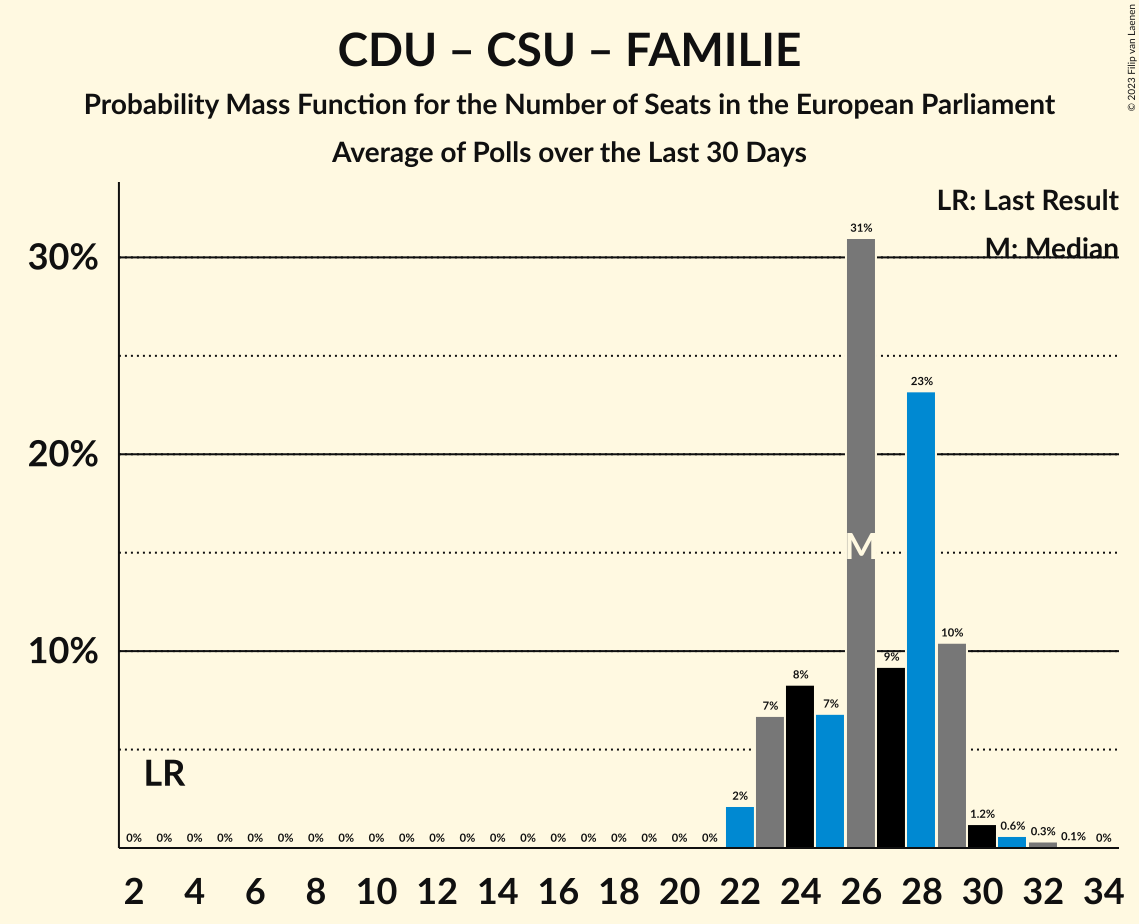 CDU – CSU – FAMILIE
Probability Mass Function for the Number of Seats in the European Parliament
Average of Polls over the Last 30 Days
© 2023 Filip van Laenen
LR: Last Result
M: Median
30%
20%
10%
31%
23%
10%
9%
8%
7%
7%
2%
1.2%
0.6%
0.3%
0.1%
0%
M
LR
0% 0% 0% 0% 0% 0% 0% 0% 0% 0% 0% 0% 0% 0% 0% 0% 0% 0% 0% 0%
2 4 6 8 10 12 14 16 18 20 22 24 26 28 30 32 34